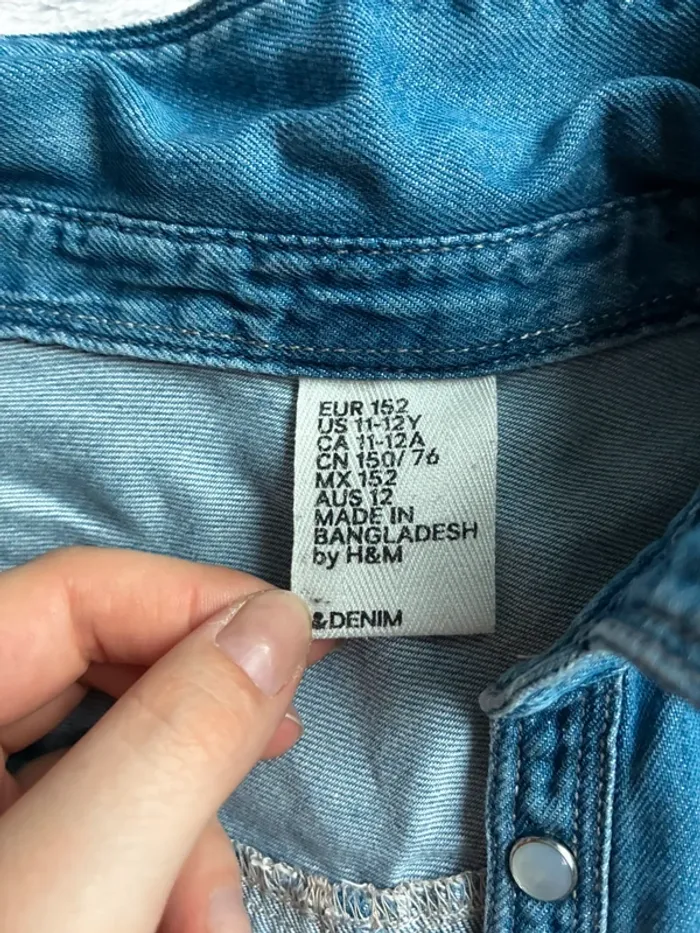 EUR 152
US 11-12Y
CA 11-12A
CN 150/76
MX 152
AUS 12
MADE IN
BANGLADESH
by H&M
&DENIM